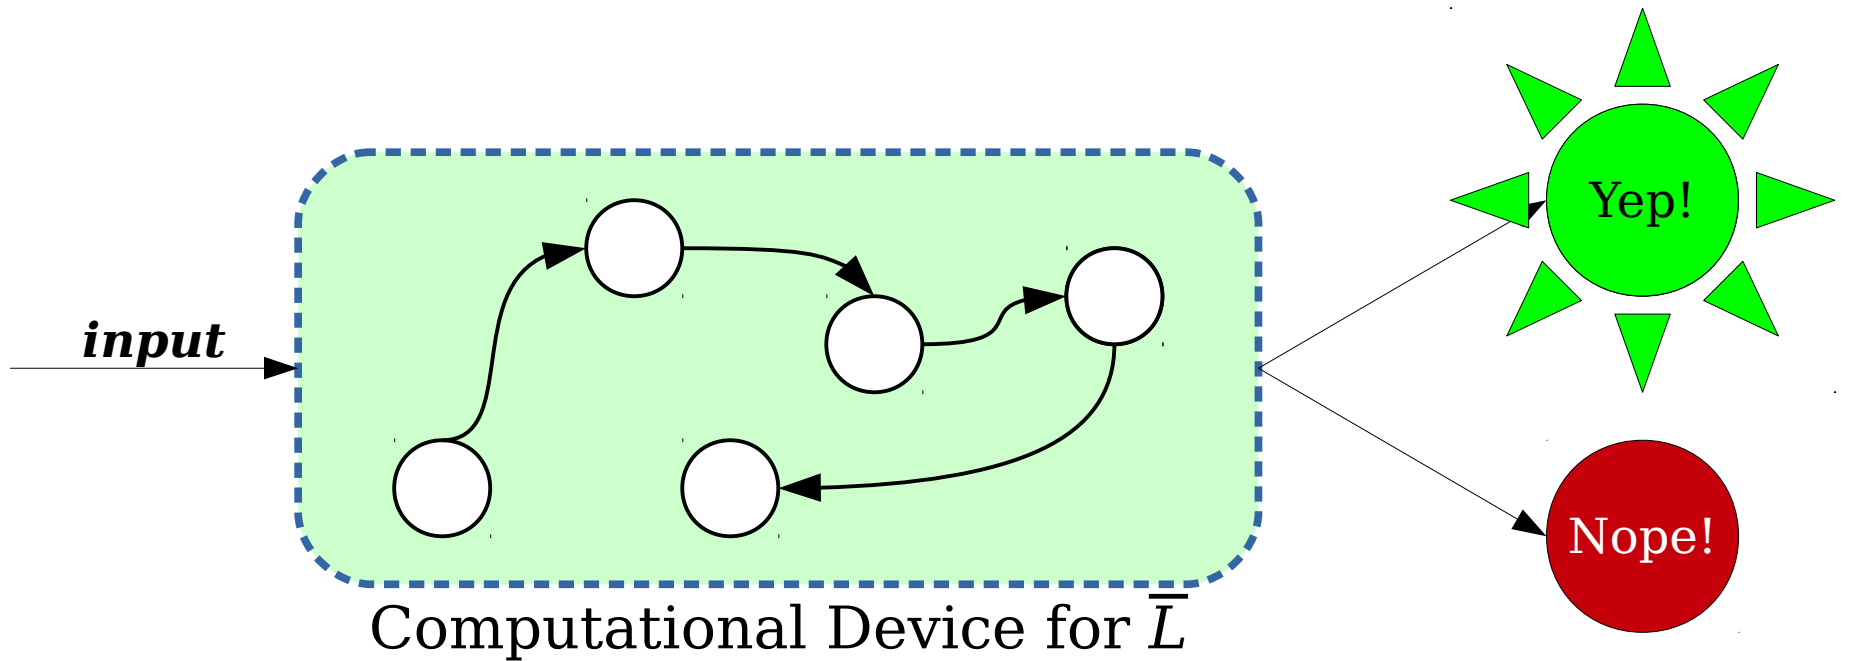 input
Yep!
Nope!
Computational Device for L̅